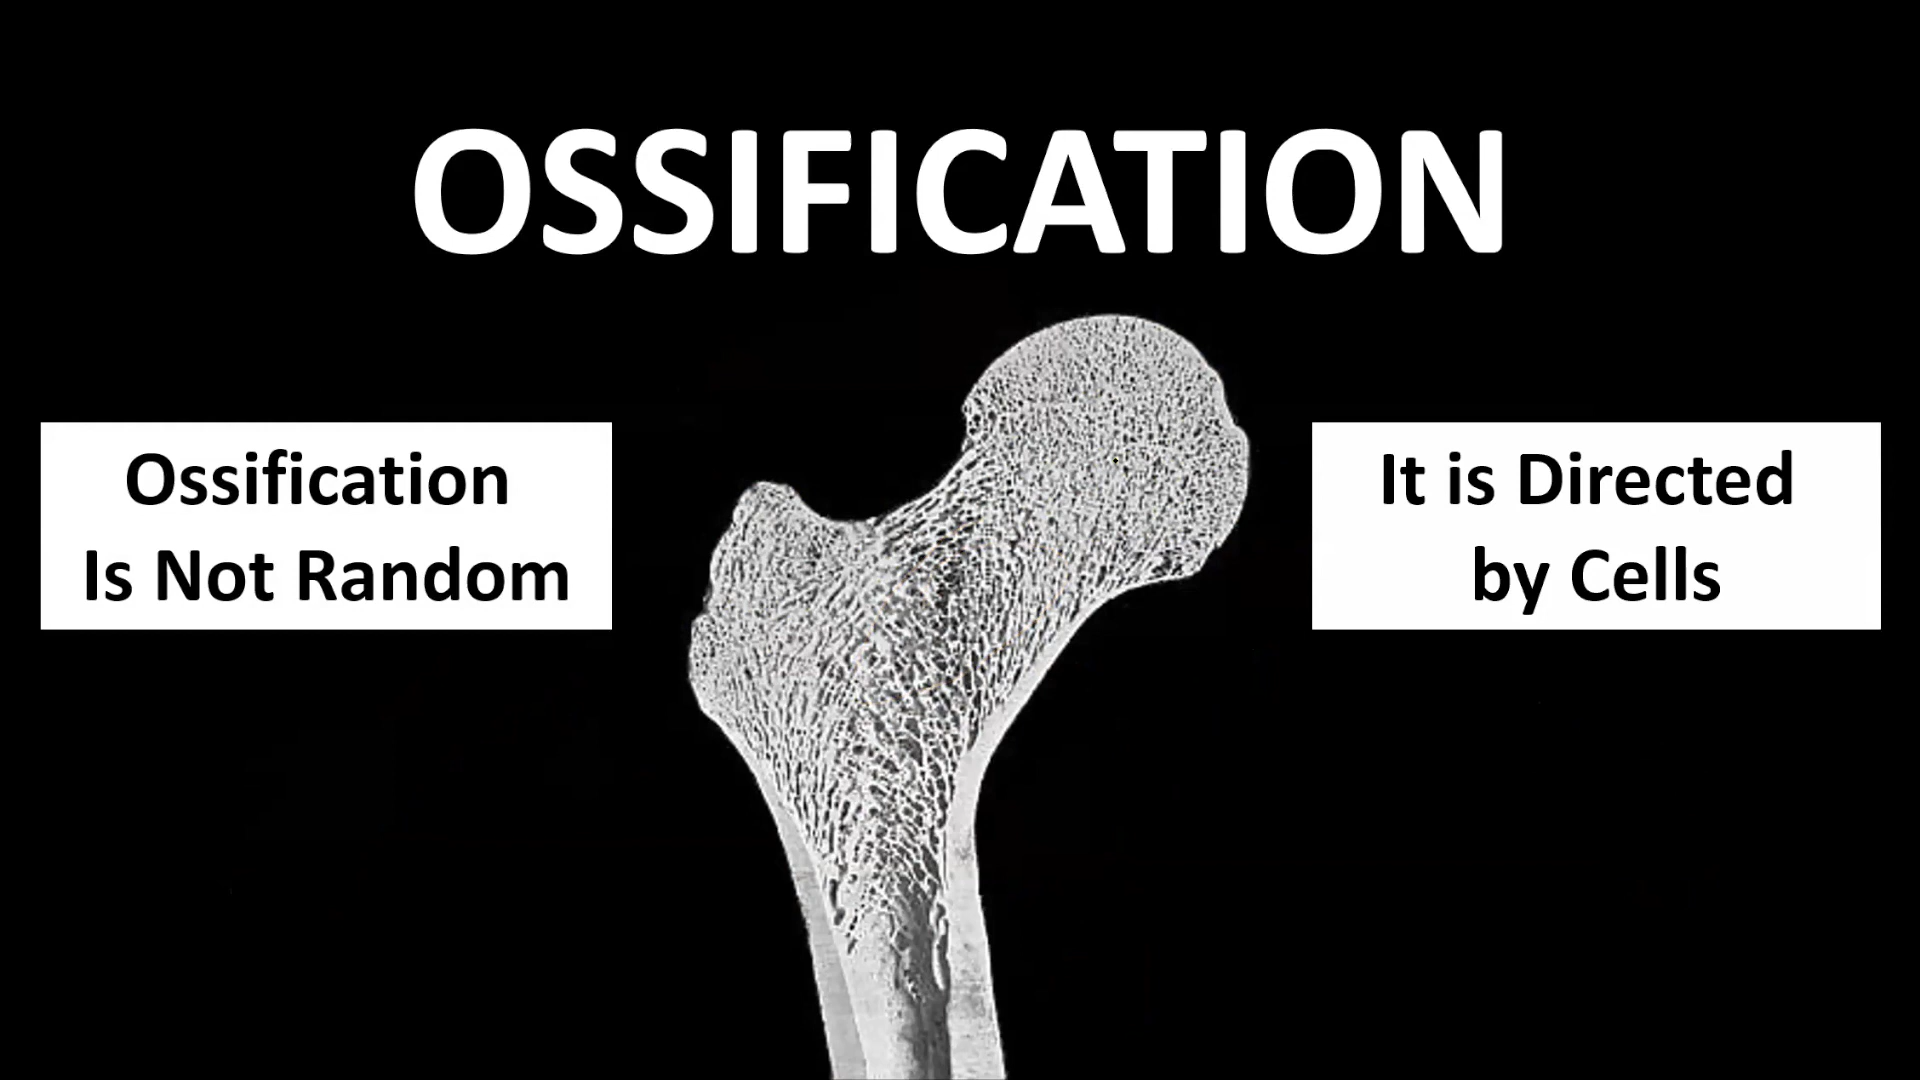 OSSIFICATION
Ossification
Is Not Random
It is Directed
by Cells